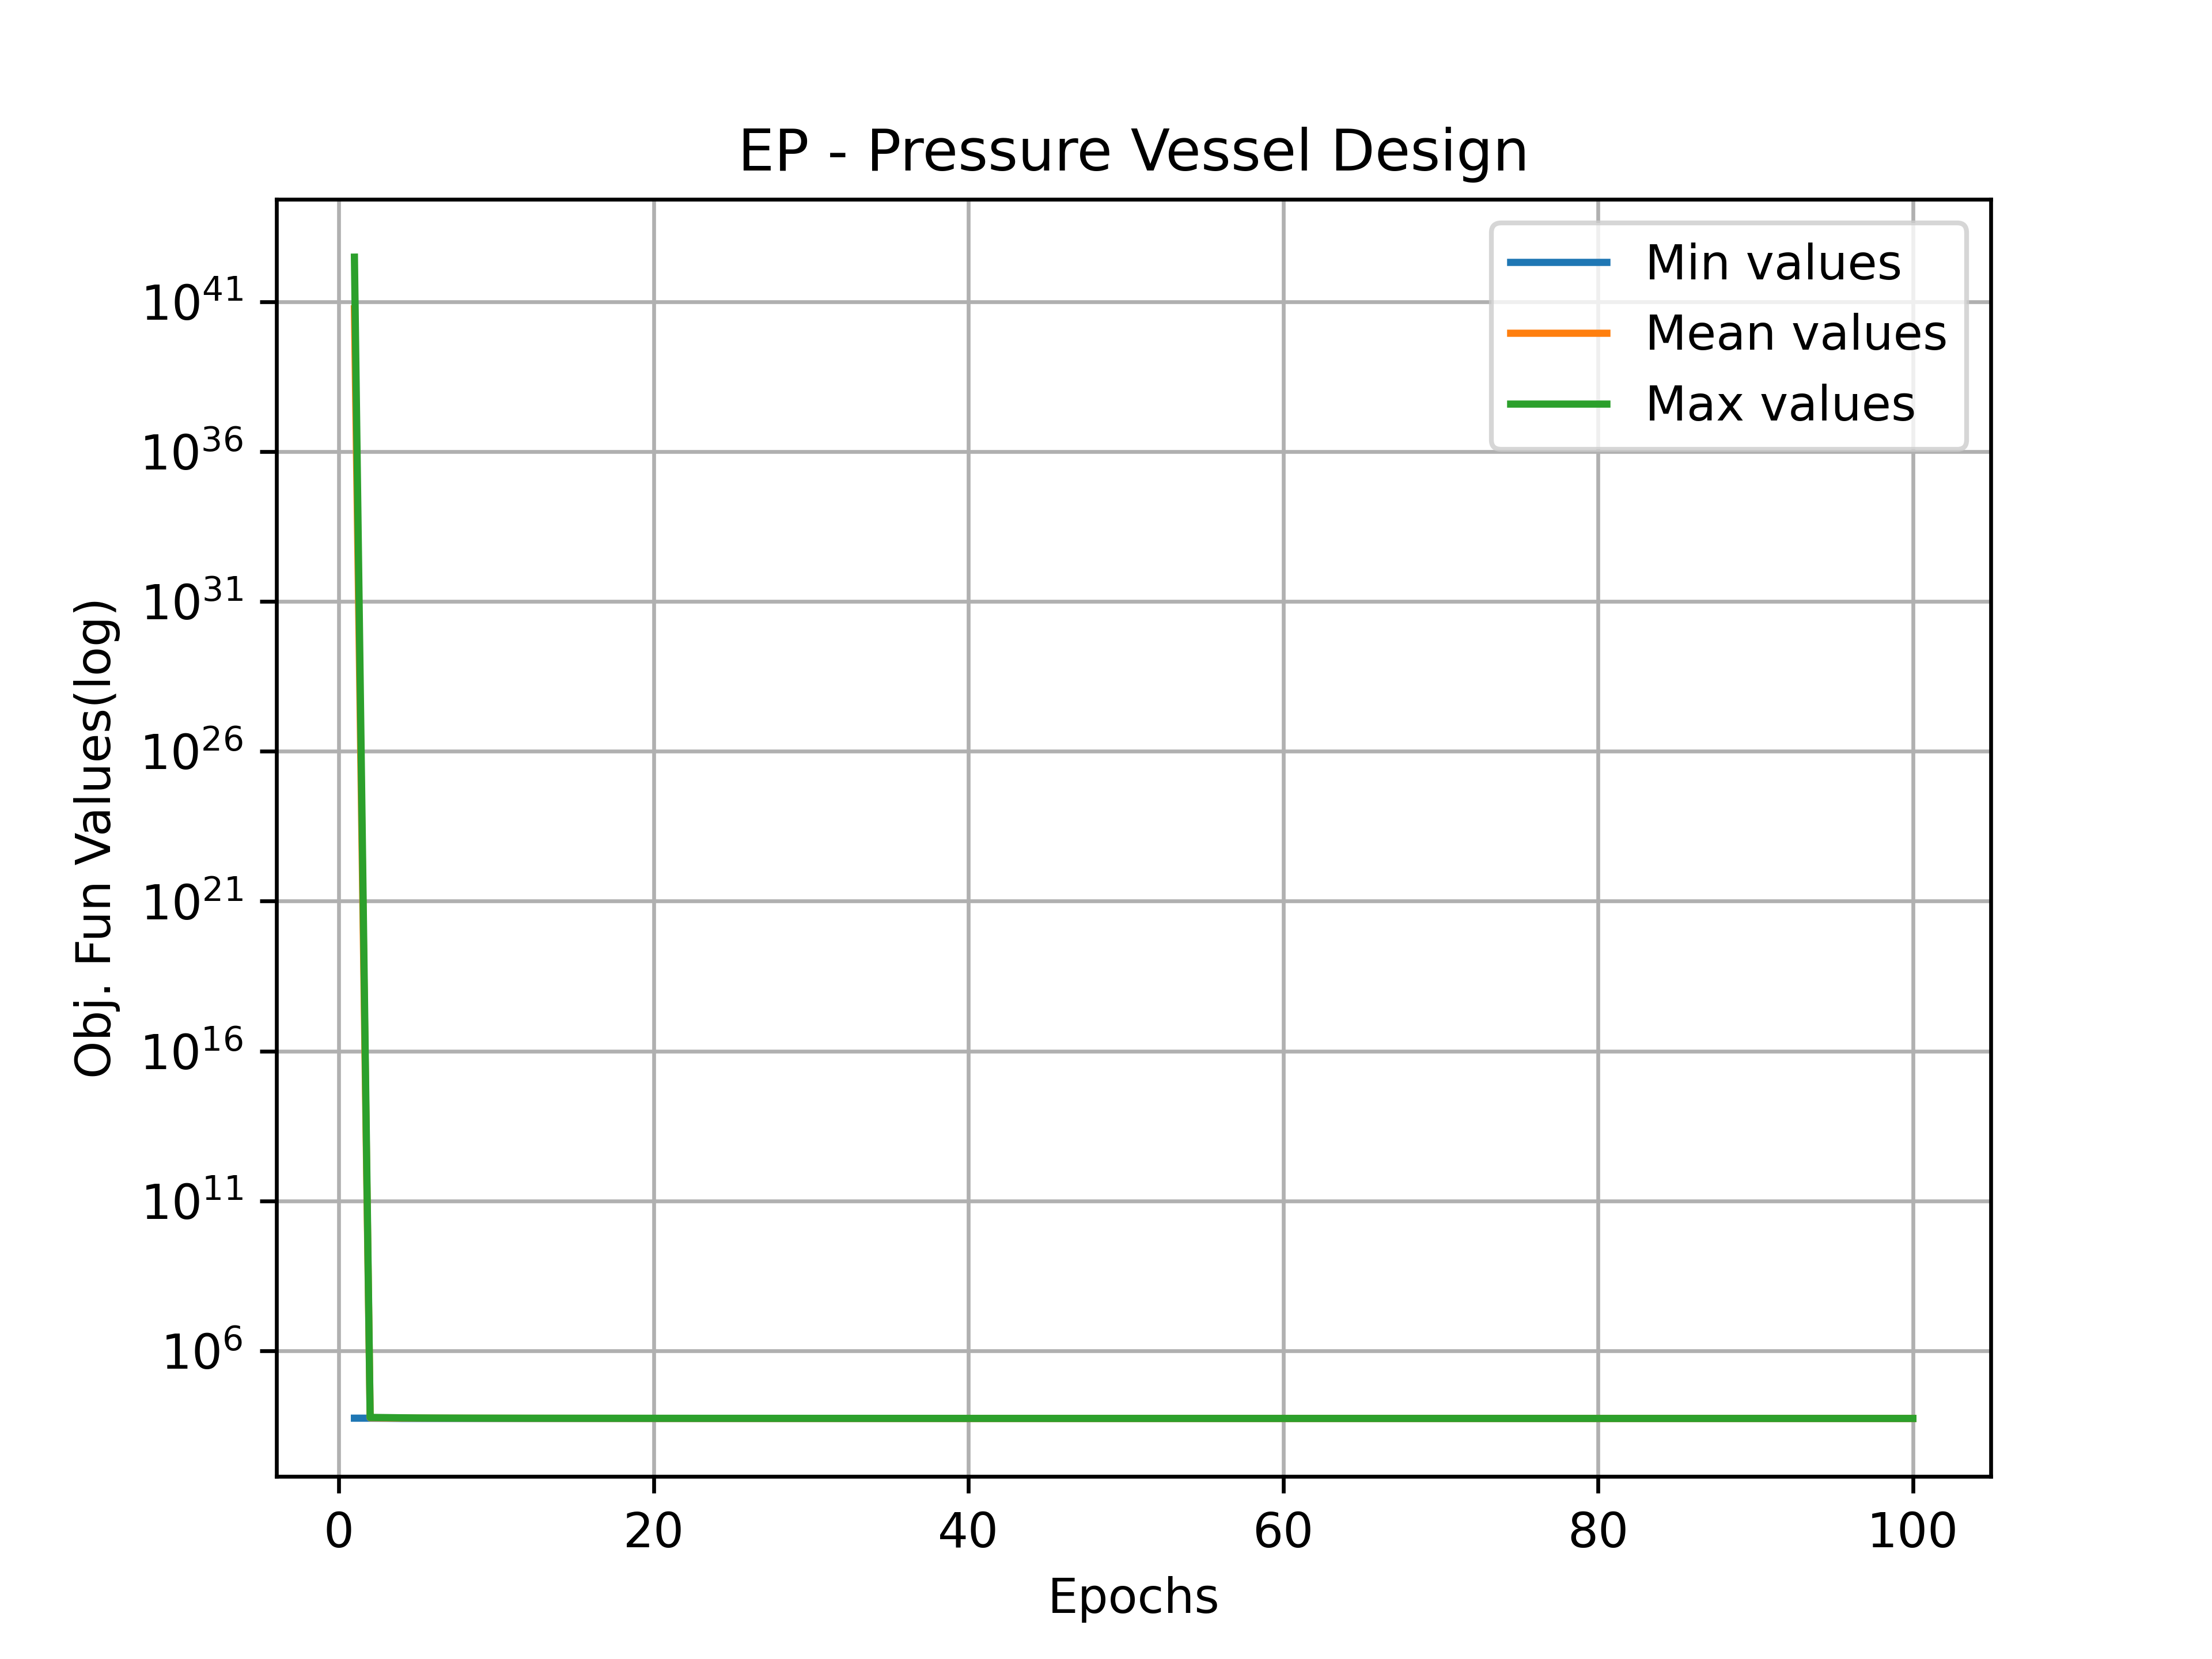 EP - Pressure Vessel Design
Min values
Mean values
Max values
Obj. Fun Values(log)
10^41
10^36
10^31
10^26
10^21
10^16
10^11
10^6
0 20 40 60 80 100
Epochs